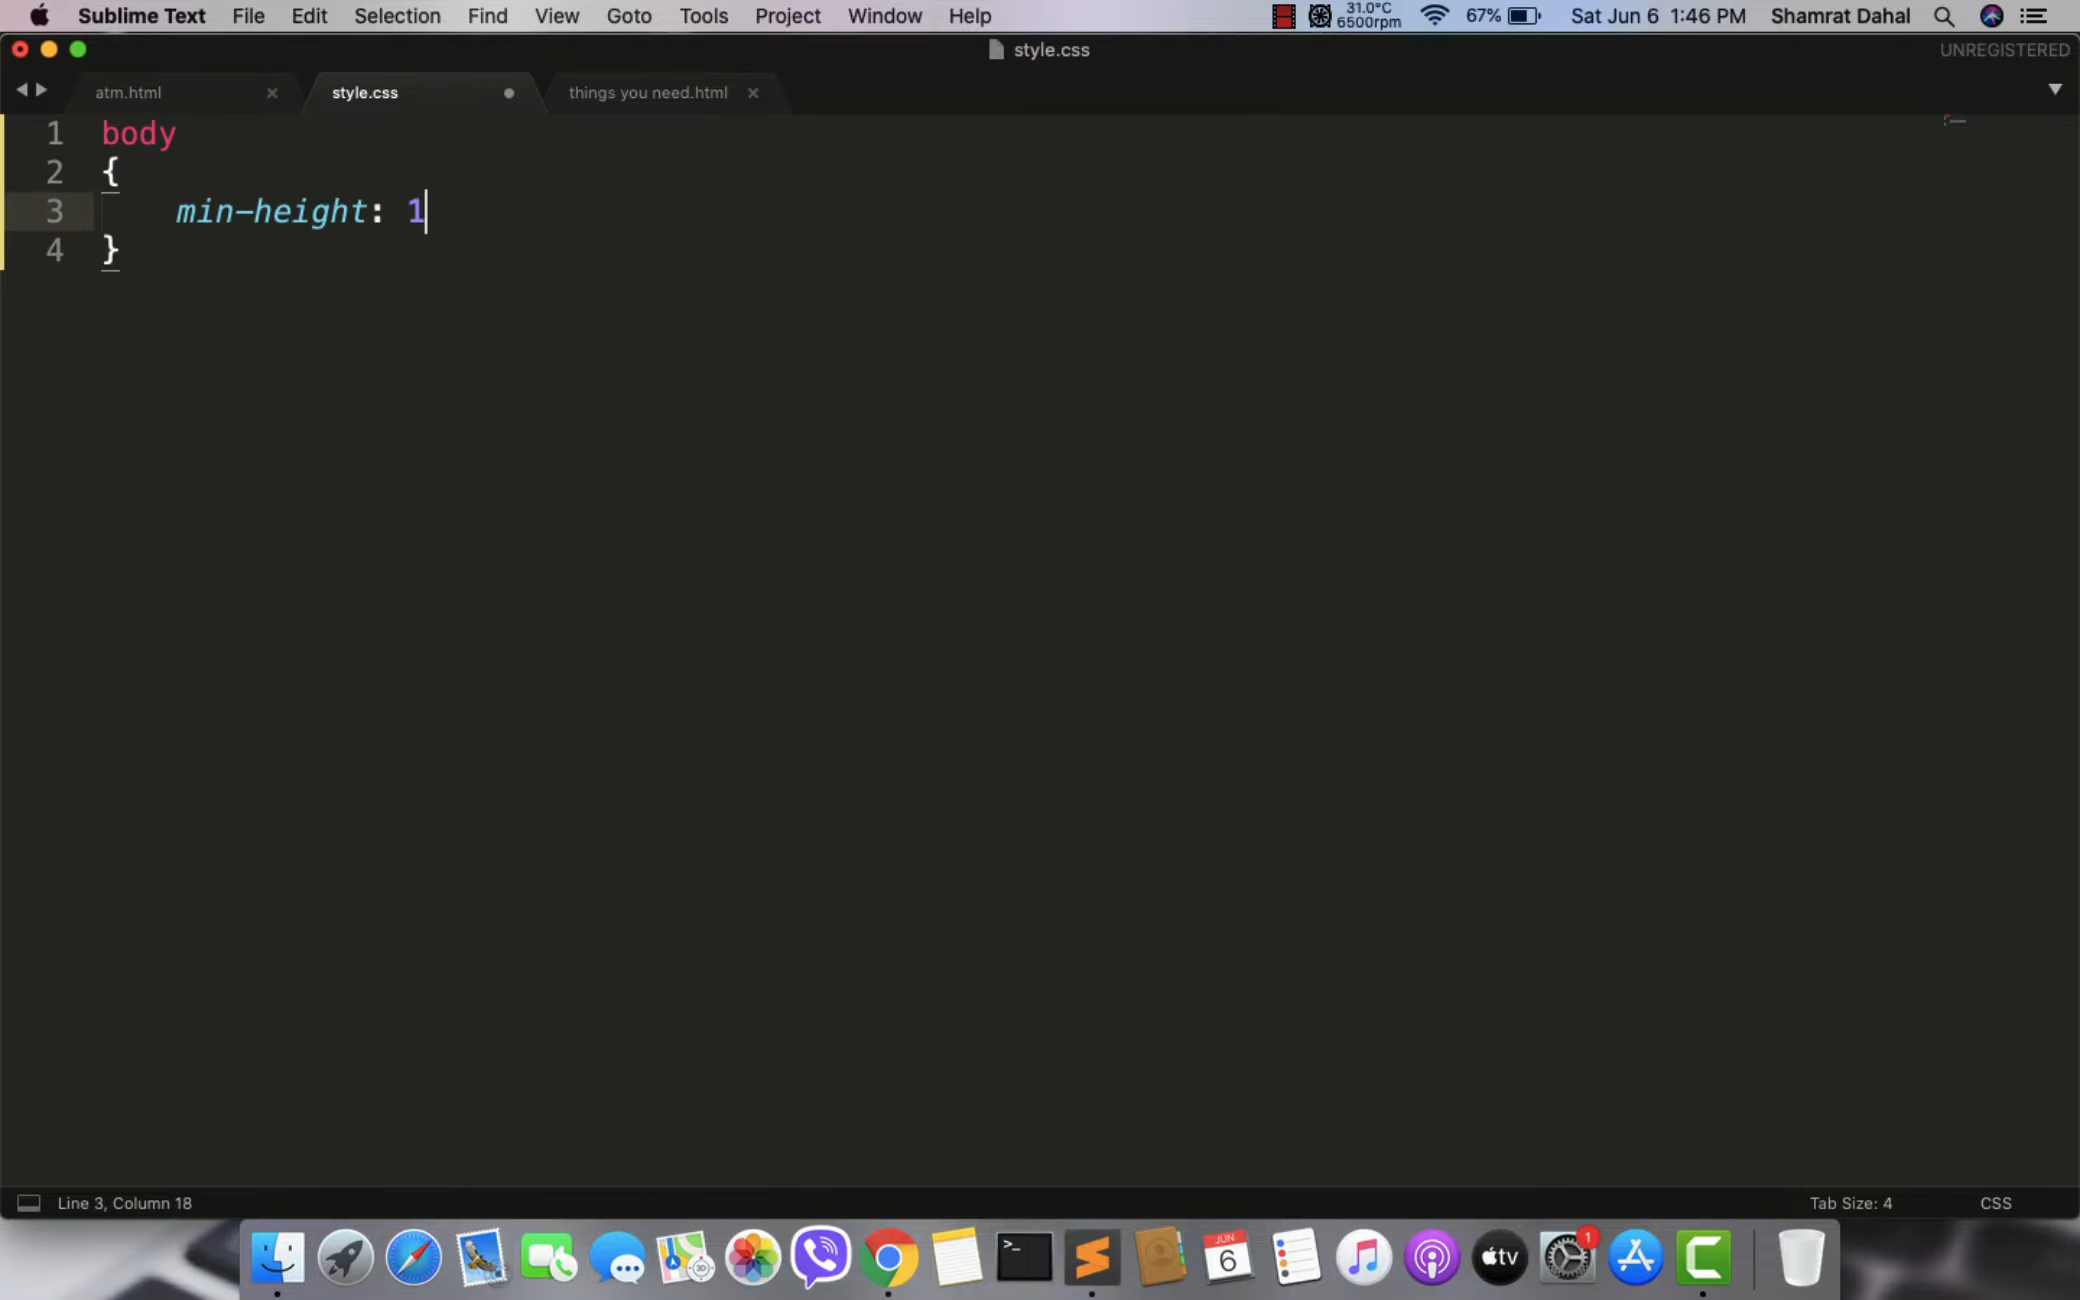 Sublime Text File Edit Selection Find View Goto Tools Project Window Help 31.0°C 6500rpm 67% Sat Jun 6 1:46 PM Shamrat Dahal
style.css UNREGISTERED
atm.html style.css things you need.html
1 body
2 {
3 min-height: 1
4 }
Line 3, Column 18 Tab Size: 4 CSS
>_ JUN 6 tv 1